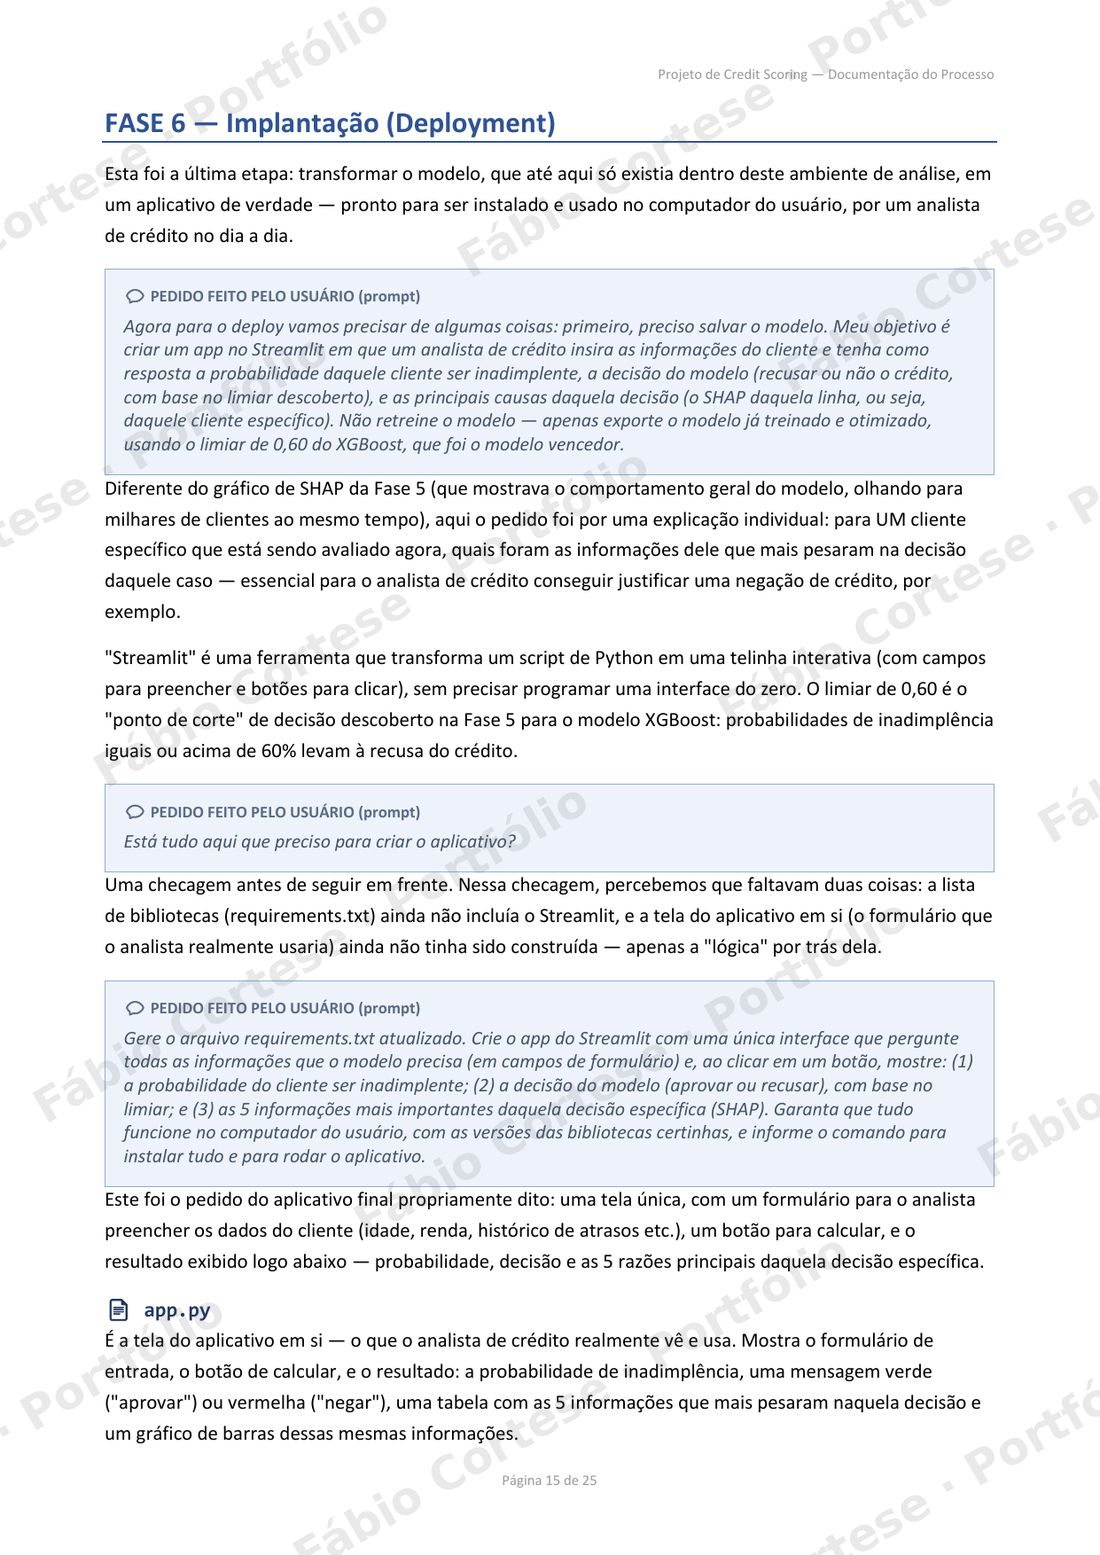 Projeto de Credit Scoring — Documentação do Processo
FASE 6 — Implantação (Deployment)
Esta foi a última etapa: transformar o modelo, que até aqui só existia dentro deste ambiente de análise, em
um aplicativo de verdade — pronto para ser instalado e usado no computador do usuário, por um analista
de crédito no dia a dia.
PEDIDO FEITO PELO USUÁRIO (prompt)
Agora para o deploy vamos precisar de algumas coisas: primeiro, preciso salvar o modelo. Meu objetivo é
criar um app no Streamlit em que um analista de crédito insira as informações do cliente e tenha como
resposta a probabilidade daquele cliente ser inadimplente, a decisão do modelo (recusar ou não o crédito,
com base no limiar descoberto), e as principais causas daquela decisão (o SHAP daquela linha, ou seja,
daquele cliente específico). Não retreine o modelo — apenas exporte o modelo já treinado e otimizado,
usando o limiar de 0,60 do XGBoost, que foi o modelo vencedor.
Diferente do gráfico de SHAP da Fase 5 (que mostrava o comportamento geral do modelo, olhando para
milhares de clientes ao mesmo tempo), aqui o pedido foi por uma explicação individual: para UM cliente
específico que está sendo avaliado agora, quais foram as informações dele que mais pesaram na decisão
daquele caso — essencial para o analista de crédito conseguir justificar uma negação de crédito, por
exemplo.
"Streamlit" é uma ferramenta que transforma um script de Python em uma telinha interativa (com campos
para preencher e botões para clicar), sem precisar programar uma interface do zero. O limiar de 0,60 é o
"ponto de corte" de decisão descoberto na Fase 5 para o modelo XGBoost: probabilidades de inadimplência
iguais ou acima de 60% levam à recusa do crédito.
PEDIDO FEITO PELO USUÁRIO (prompt)
Está tudo aqui que preciso para criar o aplicativo?
Uma checagem antes de seguir em frente. Nessa checagem, percebemos que faltavam duas coisas: a lista
de bibliotecas (requirements.txt) ainda não incluía o Streamlit, e a tela do aplicativo em si (o formulário que
o analista realmente usaria) ainda não tinha sido construída — apenas a "lógica" por trás dela.
PEDIDO FEITO PELO USUÁRIO (prompt)
Gere o arquivo requirements.txt atualizado. Crie o app do Streamlit com uma única interface que pergunte
todas as informações que o modelo precisa (em campos de formulário) e, ao clicar em um botão, mostre: (1)
a probabilidade do cliente ser inadimplente; (2) a decisão do modelo (aprovar ou recusar), com base no
limiar; e (3) as 5 informações mais importantes daquela decisão específica (SHAP). Garanta que tudo
funcione no computador do usuário, com as versões das bibliotecas certinhas, e informe o comando para
instalar tudo e para rodar o aplicativo.
Este foi o pedido do aplicativo final propriamente dito: uma tela única, com um formulário para o analista
preencher os dados do cliente (idade, renda, histórico de atrasos etc.), um botão para calcular, e o
resultado exibido logo abaixo — probabilidade, decisão e as 5 razões principais daquela decisão específica.
app.py
É a tela do aplicativo em si — o que o analista de crédito realmente vê e usa. Mostra o formulário de
entrada, o botão de calcular, e o resultado: a probabilidade de inadimplência, uma mensagem verde
("aprovar") ou vermelha ("negar"), uma tabela com as 5 informações que mais pesaram naquela decisão e
um gráfico de barras dessas mesmas informações.
Página 15 de 25
Fábio Cortese · Portfólio